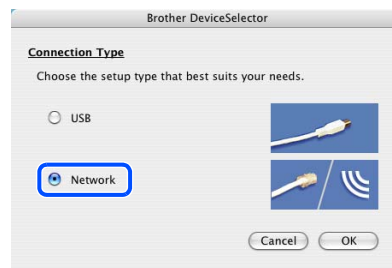 Brother DeviceSelector
Connection Type
Choose the setup type that best suits your needs.
USB
Network
Cancel OK